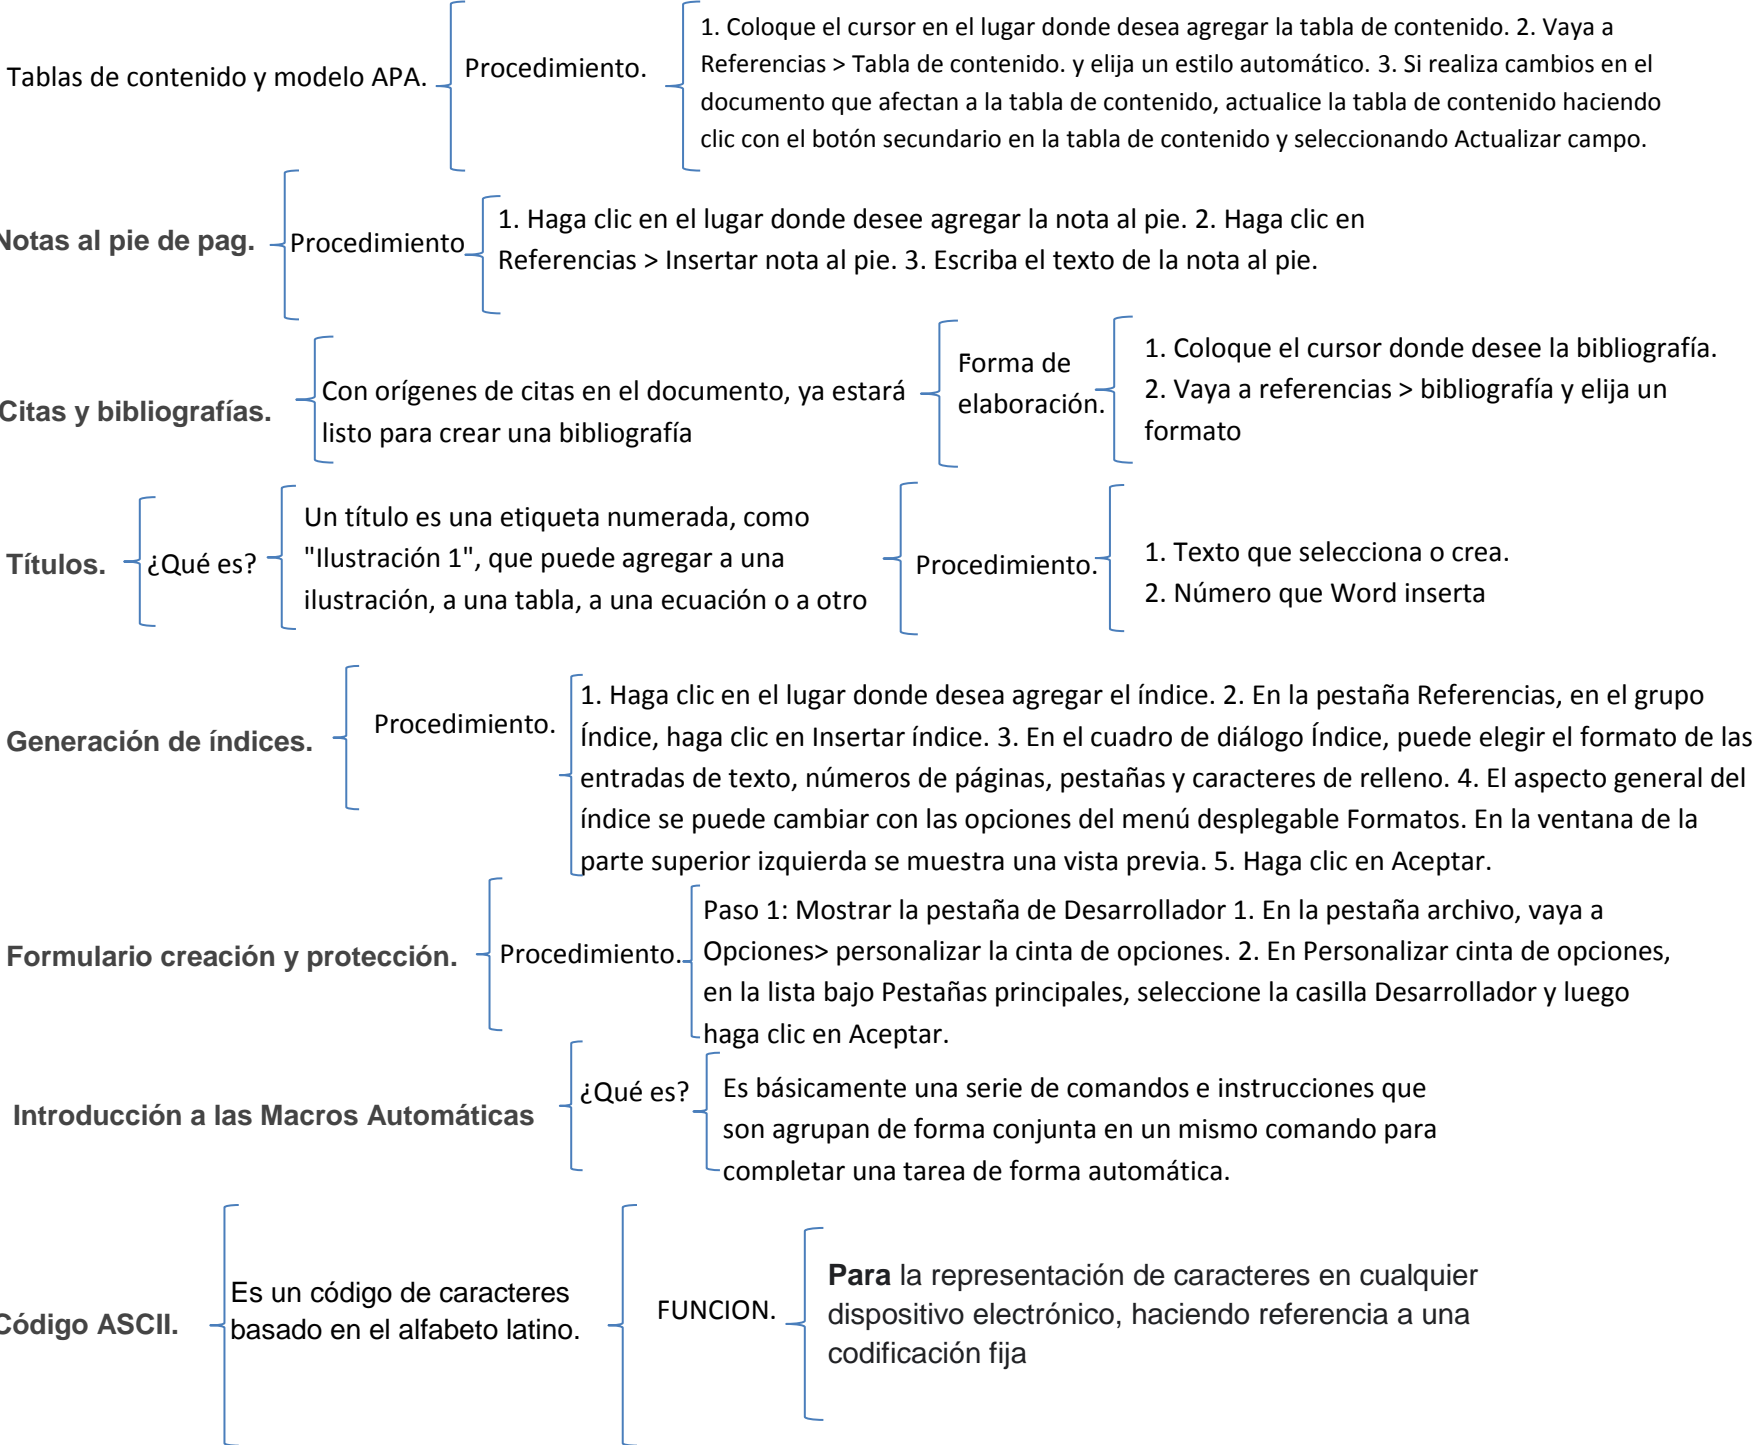 Tablas de contenido y modelo APA.
Procedimiento.
1. Coloque el cursor en el lugar donde desea agregar la tabla de contenido. 2. Vaya a
Referencias > Tabla de contenido. y elija un estilo automático. 3. Si realiza cambios en el
documento que afectan a la tabla de contenido, actualice la tabla de contenido haciendo
clic con el botón secundario en la tabla de contenido y seleccionando Actualizar campo.
Notas al pie de pag.
Procedimiento
1. Haga clic en el lugar donde desee agregar la nota al pie. 2. Haga clic en
Referencias > Insertar nota al pie. 3. Escriba el texto de la nota al pie.
Citas y bibliografías.
Con orígenes de citas en el documento, ya estará
listo para crear una bibliografía
Forma de
elaboración.
1. Coloque el cursor donde desee la bibliografía.
2. Vaya a referencias > bibliografía y elija un
formato
Títulos.
¿Qué es?
Un título es una etiqueta numerada, como
"Ilustración 1", que puede agregar a una
ilustración, a una tabla, a una ecuación o a otro
Procedimiento.
1. Texto que selecciona o crea.
2. Número que Word inserta
Generación de índices.
Procedimiento.
1. Haga clic en el lugar donde desea agregar el índice. 2. En la pestaña Referencias, en el grupo
Índice, haga clic en Insertar índice. 3. En el cuadro de diálogo Índice, puede elegir el formato de las
entradas de texto, números de páginas, pestañas y caracteres de relleno. 4. El aspecto general del
índice se puede cambiar con las opciones del menú desplegable Formatos. En la ventana de la
parte superior izquierda se muestra una vista previa. 5. Haga clic en Aceptar.
Formulario creación y protección.
Procedimiento.
Paso 1: Mostrar la pestaña de Desarrollador 1. En la pestaña archivo, vaya a
Opciones> personalizar la cinta de opciones. 2. En Personalizar cinta de opciones,
en la lista bajo Pestañas principales, seleccione la casilla Desarrollador y luego
haga clic en Aceptar.
Introducción a las Macros Automáticas
¿Qué es?
Es básicamente una serie de comandos e instrucciones que
son agrupan de forma conjunta en un mismo comando para
completar una tarea de forma automática.
Código ASCII.
Es un código de caracteres
basado en el alfabeto latino.
FUNCION.
Para la representación de caracteres en cualquier
dispositivo electrónico, haciendo referencia a una
codificación fija